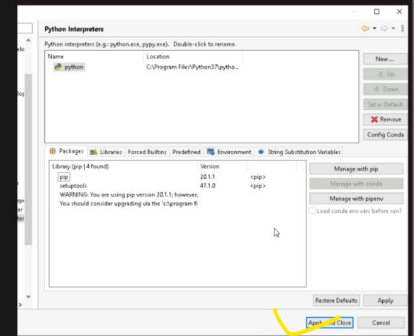 Python Interpreters
Python interpreters (e.g.: python.exe, pypy.exe). Double-click to rename.
Name Location
python C:\Program Files\Python37\pytho...
New...
Up
Down
Set as Default
Remove
Config Conda
Packages Libraries Forced Builtins Predefined Environment String Substitution Variables
Library (pip | 4 found) Version
pip 20.1.1 <pip>
setuptools 47.1.0 <pip>
WARNING: You are using pip version 20.1.1; however,
You should consider upgrading via the 'c:\program fi
Manage with pip
Manage with conda
Manage with pipenv
Load conda env vars before run?
Restore Defaults Apply
Apply and Close Cancel